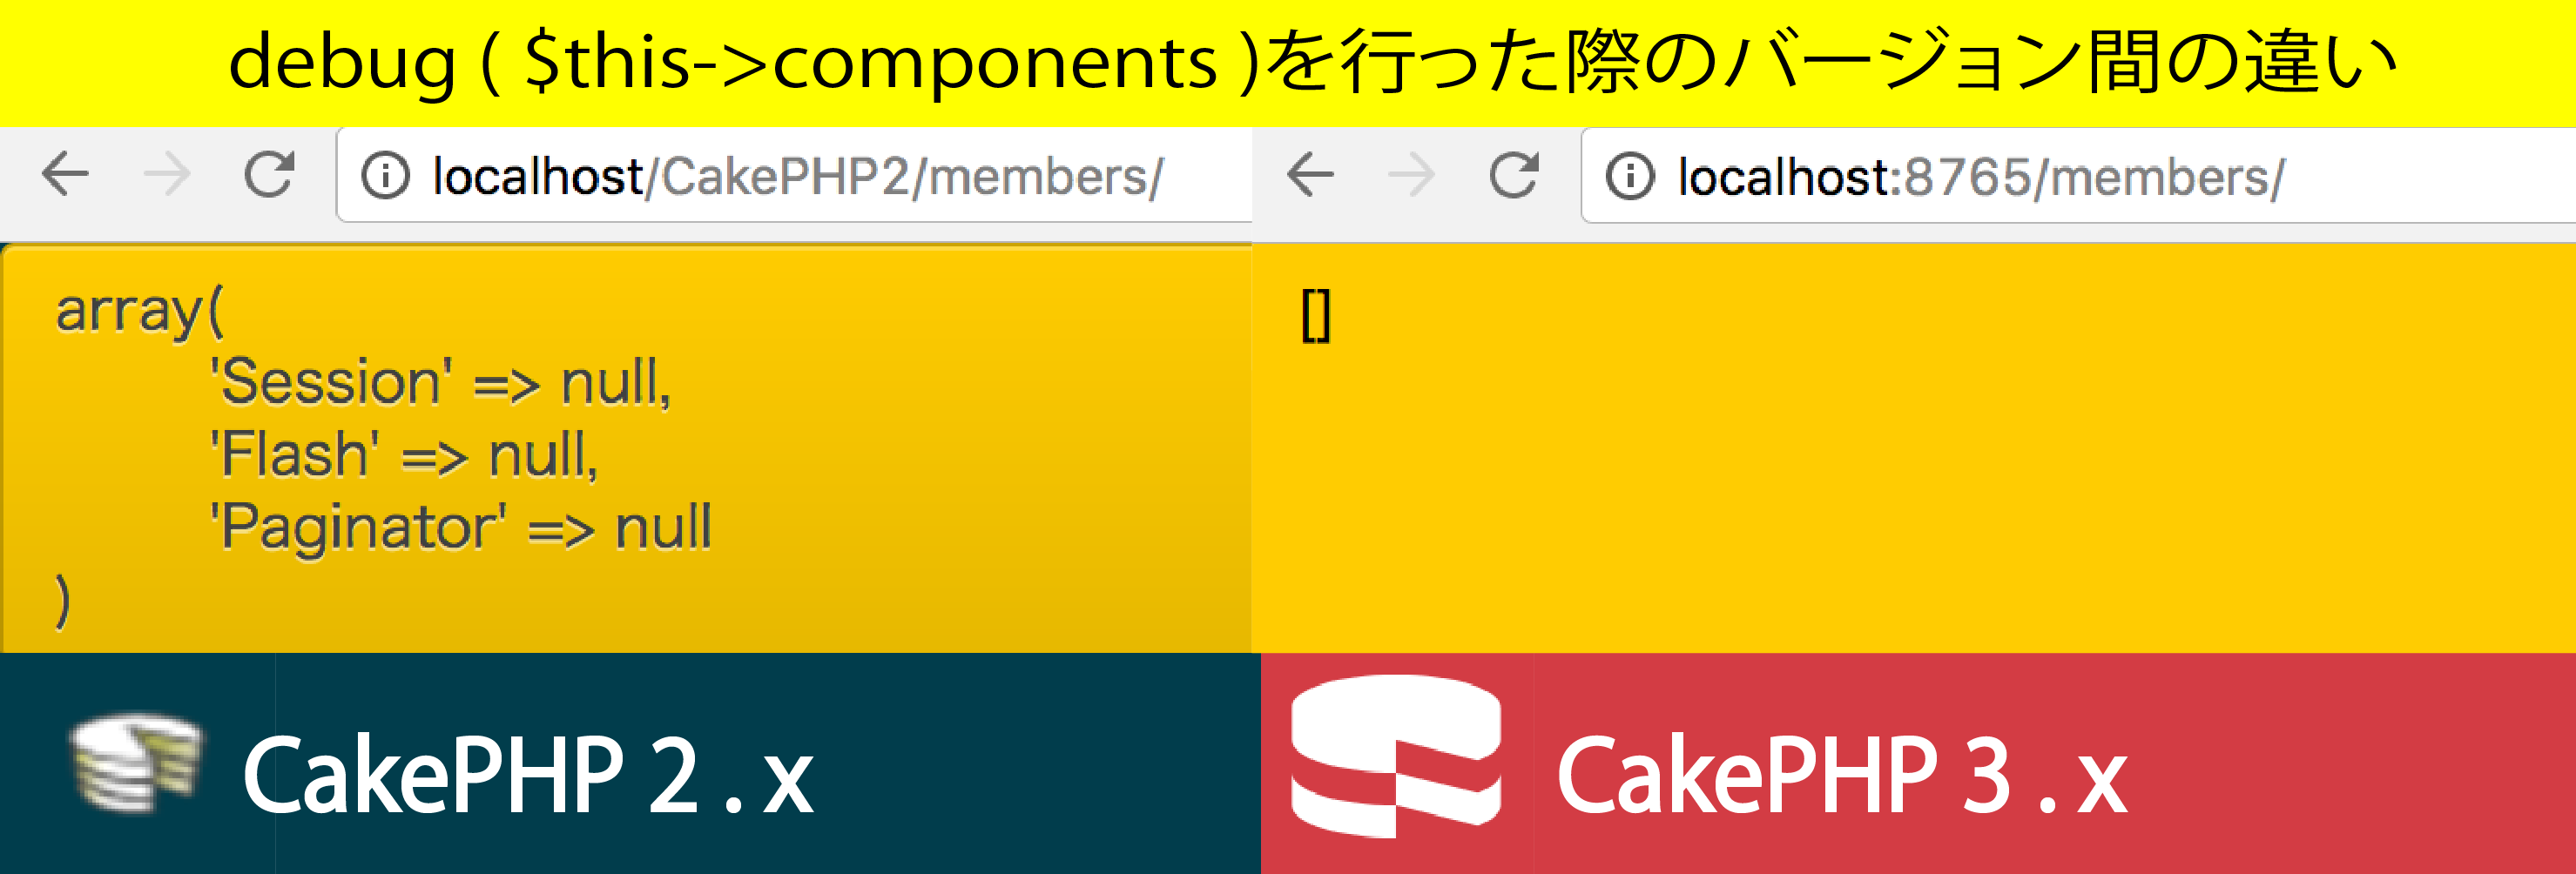 debug ( $this->components )を行った際のバージョン間の違い
localhost/CakePHP2/members/
array(
'Session' => null,
'Flash' => null,
'Paginator' => null
)
CakePHP 2 . x
localhost:8765/members/
[]
CakePHP 3 . x